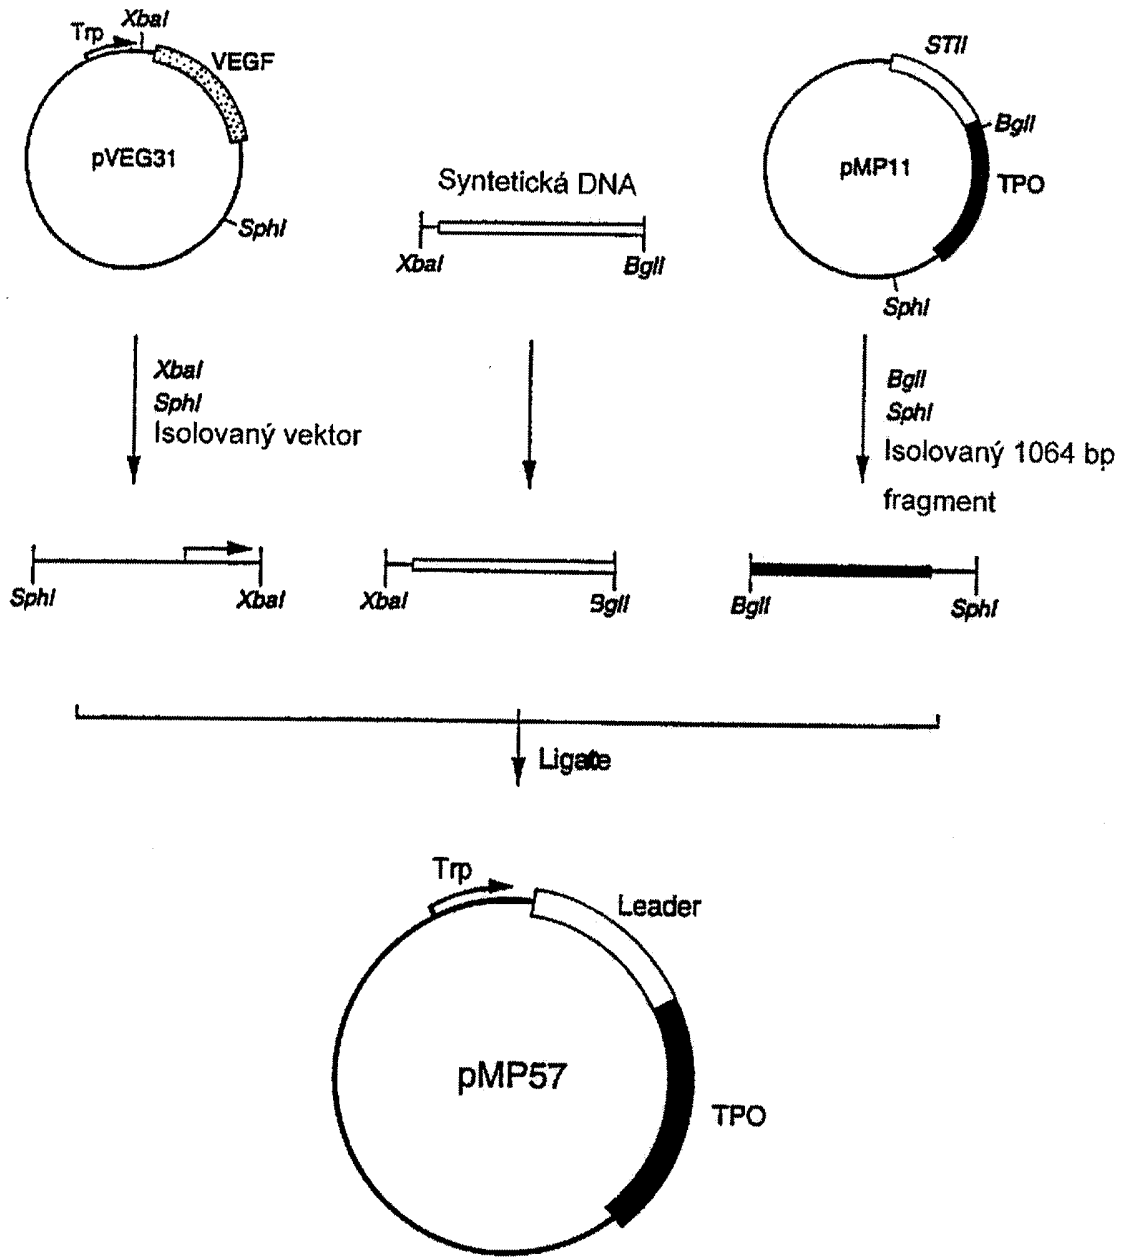 Trp
XbaI
VEGF
pVEG31
SphI
Syntetická DNA
XbaI
BglI
STII
BglI
pMP11
TPO
SphI
XbaI
SphI
Isolovaný vektor
BglI
SphI
Isolovaný 1064 bp
fragment
SphI
XbaI
XbaI
BglI
BglI
SphI
Ligate
Trp
Leader
pMP57
TPO